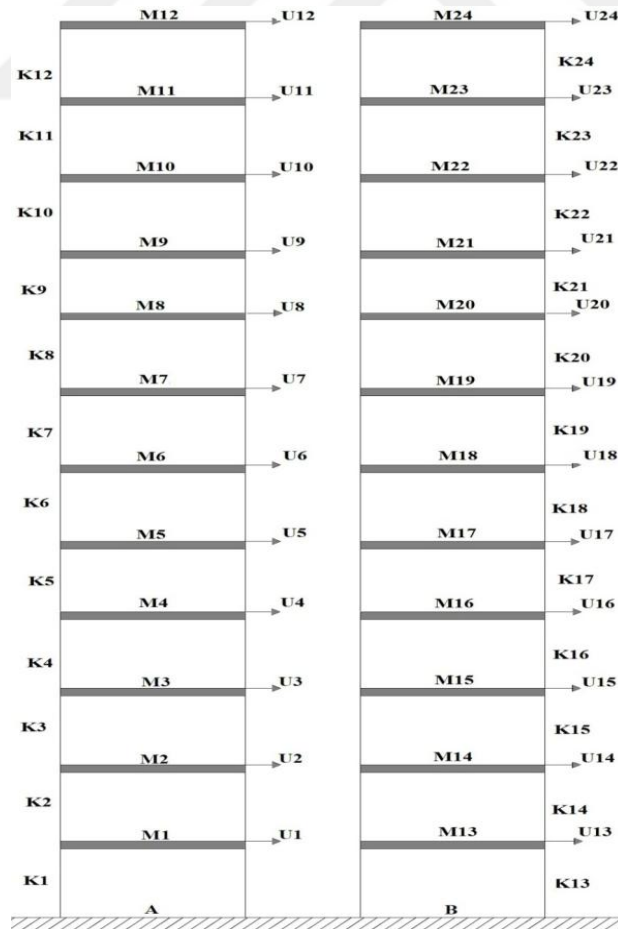 M12 U12 M24 U24
K12 K24
M11 U11 M23 U23
K11 K23
M10 U10 M22 U22
K10 K22
M9 U9 M21 U21
K9 K21
M8 U8 M20 U20
K8 K20
M7 U7 M19 U19
K7 K19
M6 U6 M18 U18
K6 K18
M5 U5 M17 U17
K5 K17
M4 U4 M16 U16
K4 K16
M3 U3 M15 U15
K3 K15
M2 U2 M14 U14
K2 K14
M1 U1 M13 U13
K1 K13
A B